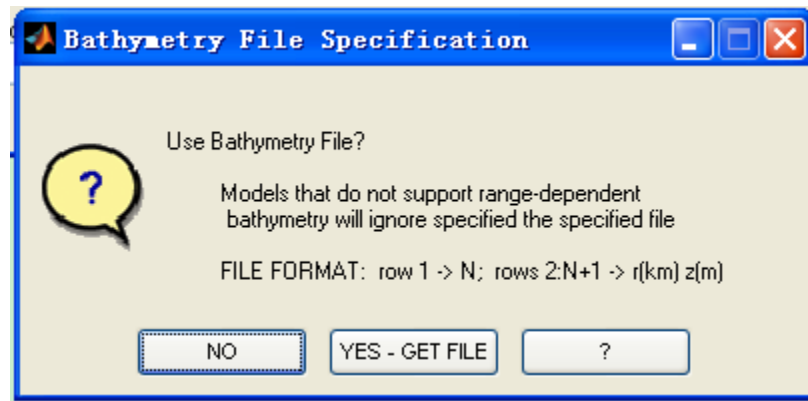 Bathymetry File Specification
Use Bathymetry File?
Models that do not support range-dependent
bathymetry will ignore specified the specified file
FILE FORMAT: row 1 -> N; rows 2:N+1 -> r(km) z(m)
NO YES - GET FILE ?